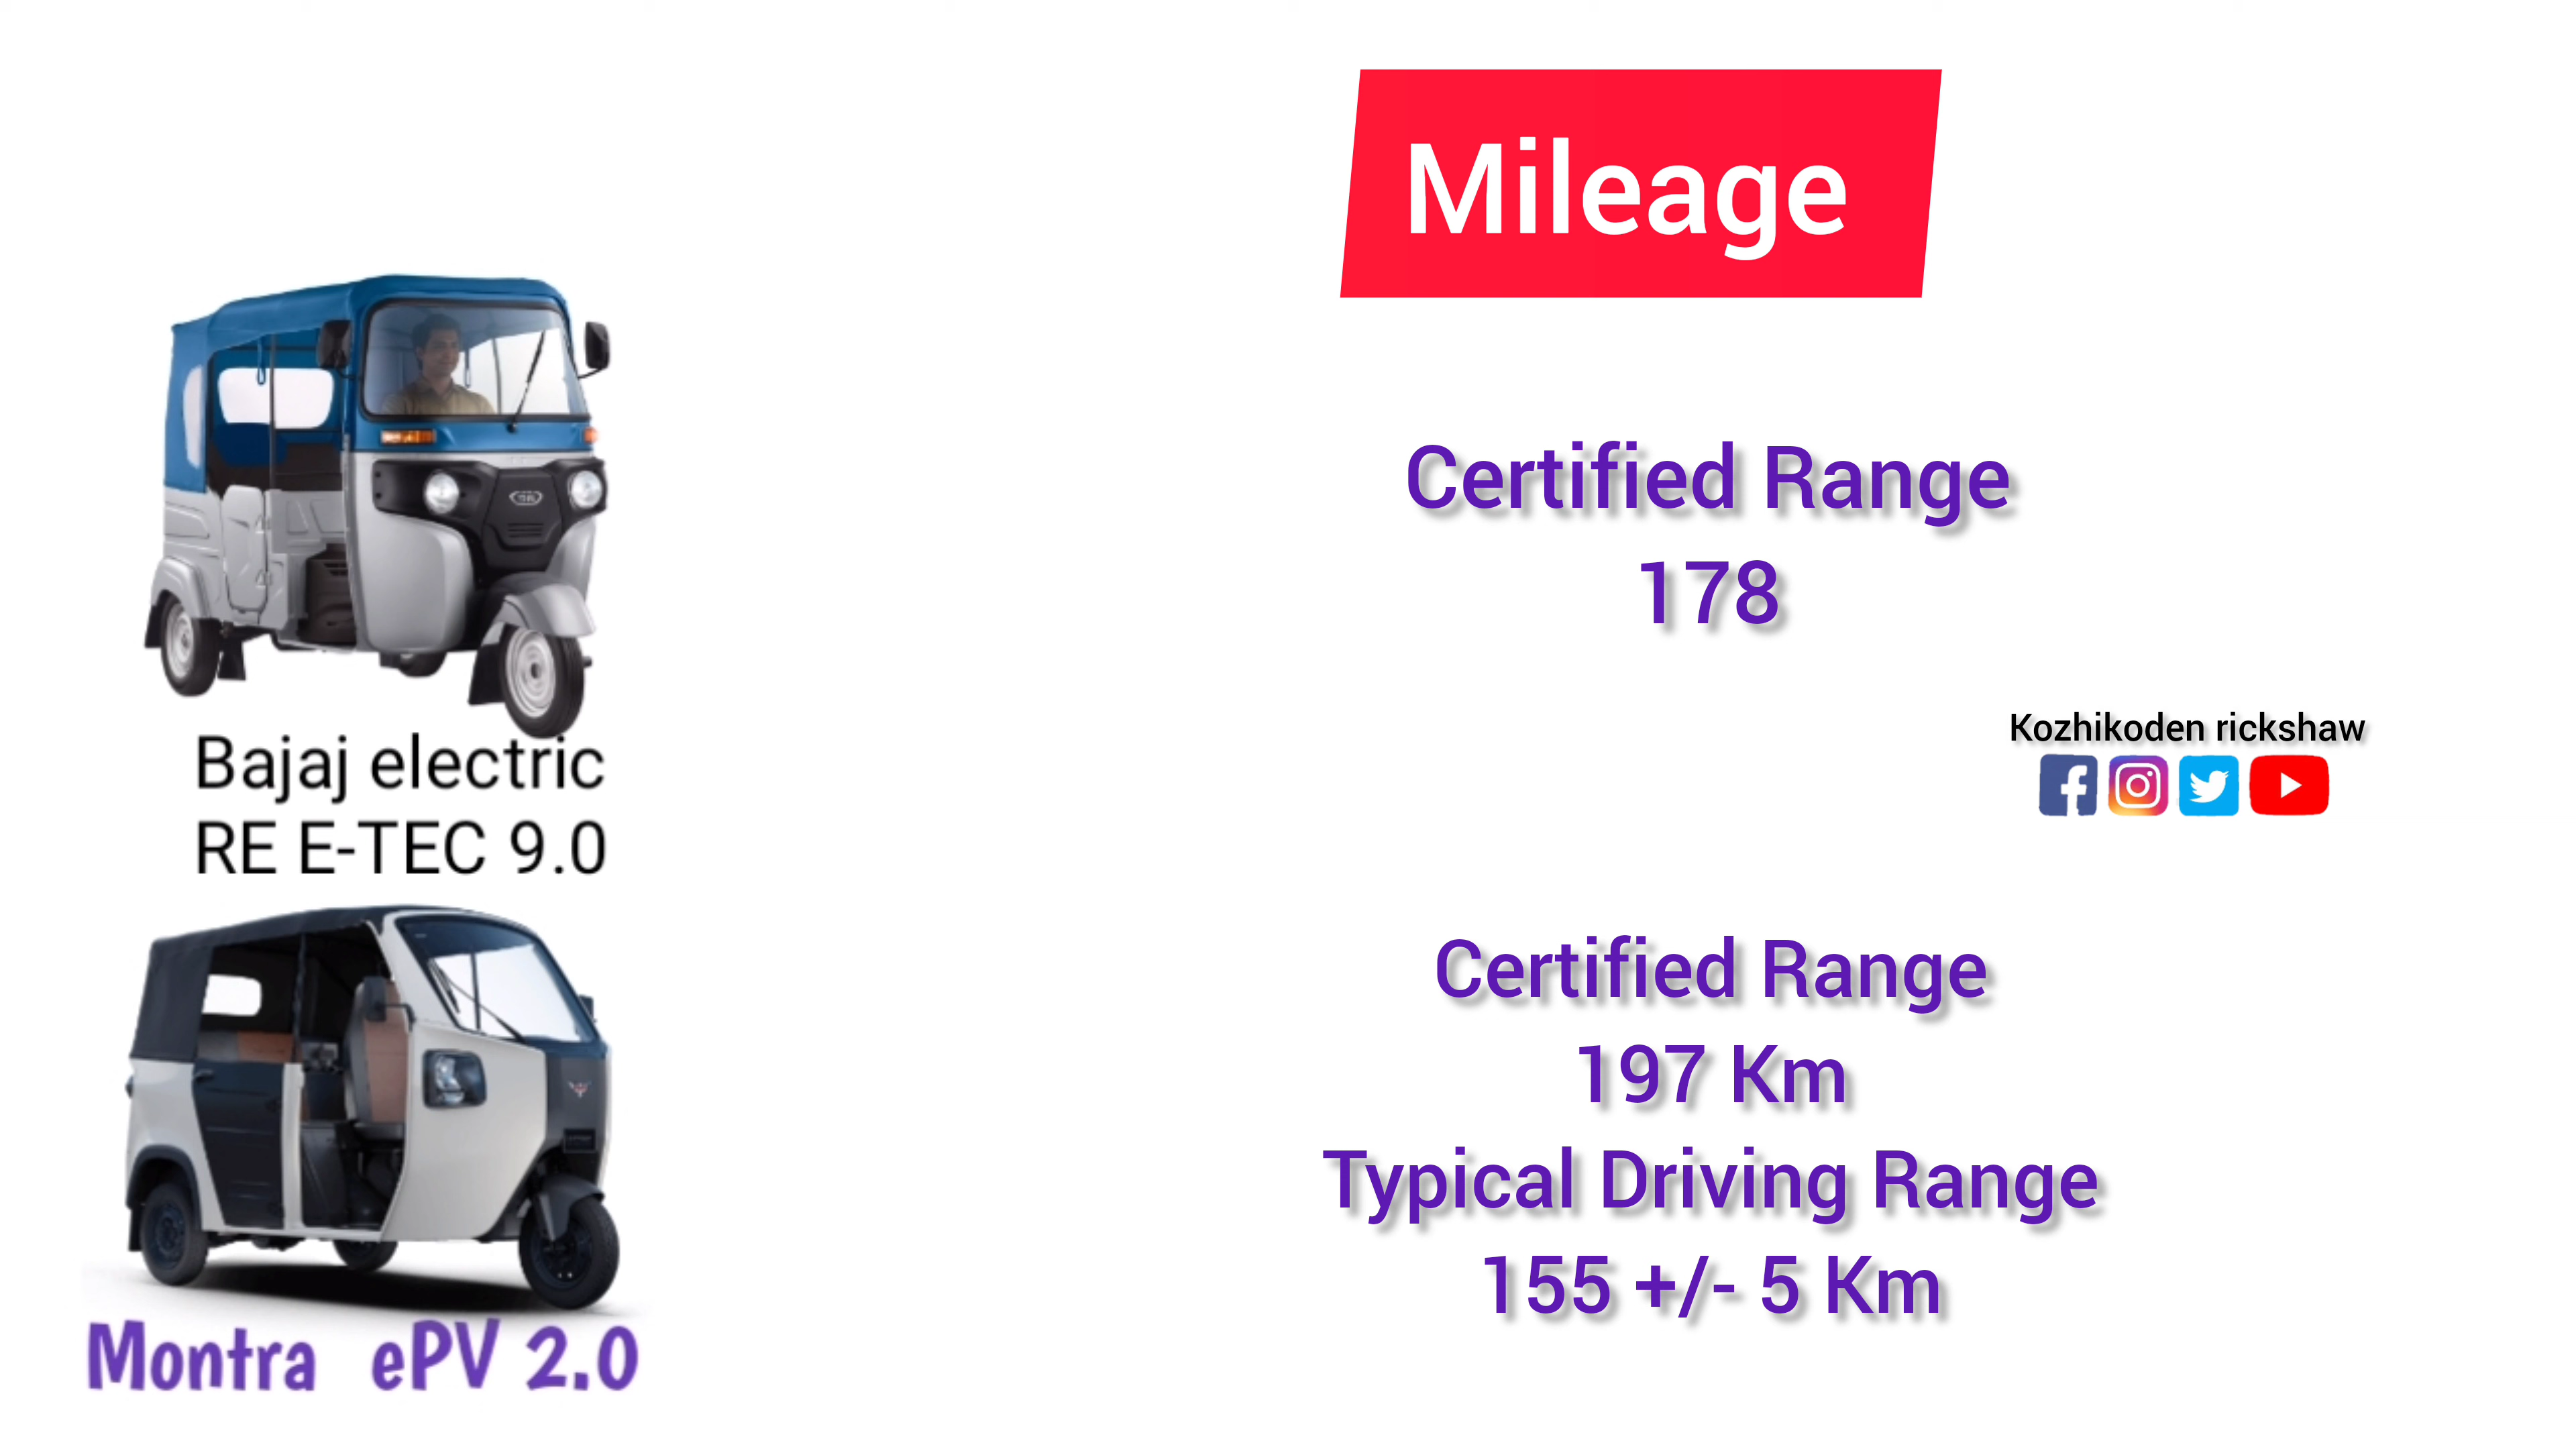 Mileage
Bajaj electric
RE E-TEC 9.0
Certified Range
178
Kozhikoden rickshaw
Certified Range
197 Km
Typical Driving Range
155 +/- 5 Km
Montra ePV 2.0